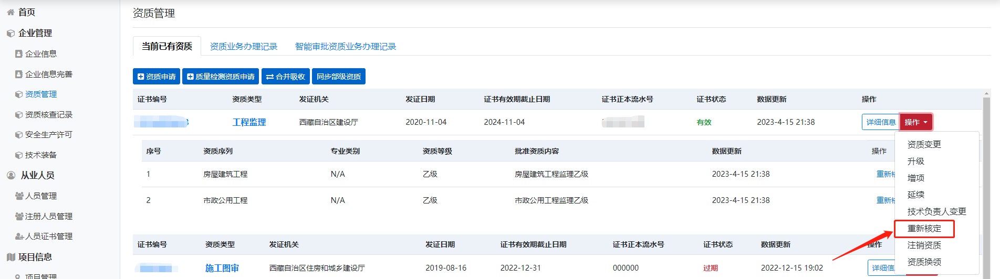 首页
企业管理
企业信息
企业信息完善
资质管理
资质核查记录
安全生产许可
技术装备
从业人员
人员管理
注册人员管理
人员证书管理
项目信息
项目管理
资质管理
当前已有资质 资质业务办理记录 智能审批资质业务办理记录
资质申请 质量检测资质申请 合并吸收 同步部级资质
证书编号 资质类型 发证机关 发证日期 证书有效期截止日期 证书正本流水号 证书状态 数据更新 操作
工程监理 西藏自治区建设厅 2020-11-04 2024-11-04 有效 2023-4-15 21:38 详细信息 操作
序号 资质序列 专业类别 资质等级 批准资质内容 数据更新 操作
1 房屋建筑工程 N/A 乙级 房屋建筑工程监理乙级 2023-4-15 21:38 重新
2 市政公用工程 N/A 乙级 市政公用工程监理乙级 2023-4-15 21:38 重新
资质变更
升级
增项
延续
技术负责人变更
重新核定
注销资质
资质换领
证书编号 资质类型 发证机关 发证日期 证书有效期截止日期 证书正本流水号 证书状态 数据更新 操作
施工图审 西藏自治区住房和城乡建设厅 2019-08-16 2022-12-31 000000 过期 2022-12-15 19:02 详细信